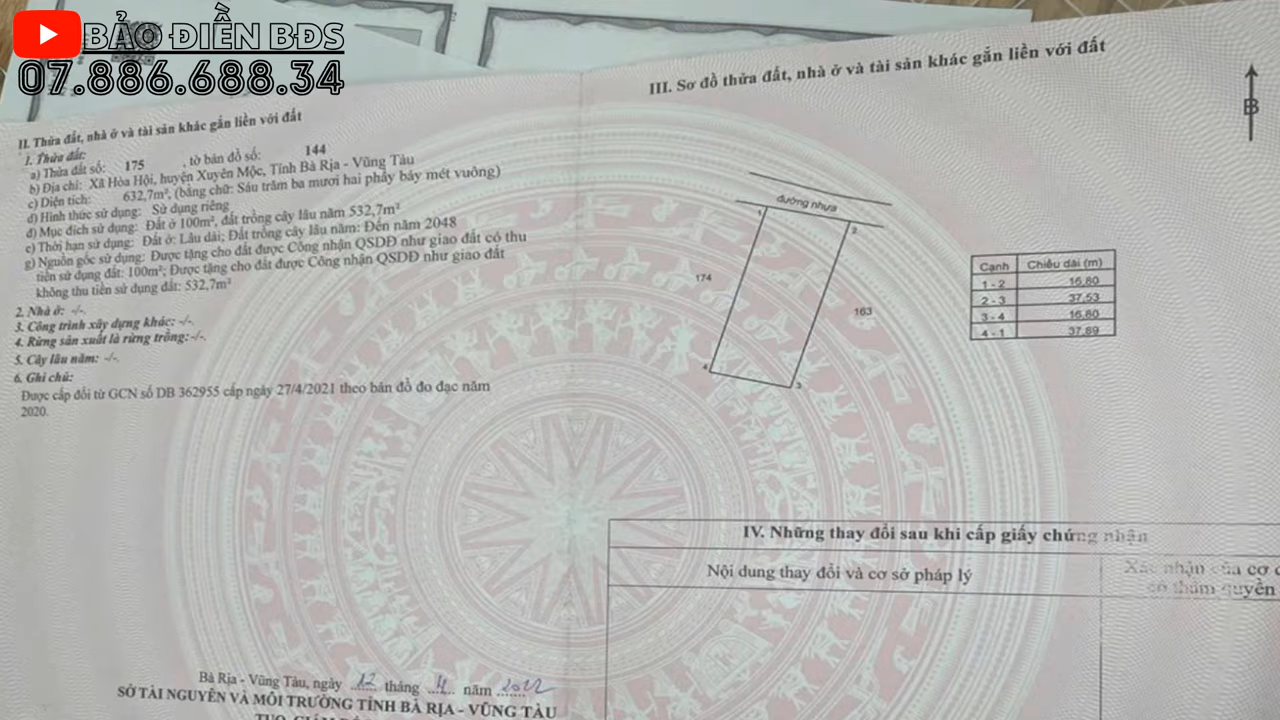 BẢO ĐIỀN BĐS
07.886.688.34
II. Thửa đất, nhà ở và tài sản khác gắn liền với đất
1. Thửa đất:
a) Thửa đất số: 175 , tờ bản đồ số: 144
b) Địa chỉ: Xã Hòa Hội, huyện Xuyên Mộc, Tỉnh Bà Rịa - Vũng Tàu
c) Diện tích: 632,7m², (bằng chữ: Sáu trăm ba mươi hai phẩy bảy mét vuông)
d) Hình thức sử dụng: Sử dụng riêng
đ) Mục đích sử dụng: Đất ở 100m², đất trồng cây lâu năm 532,7m²
e) Thời hạn sử dụng: Đất ở: Lâu dài; Đất trồng cây lâu năm: Đến năm 2048
g) Nguồn gốc sử dụng: Được tặng cho đất được Công nhận QSDĐ như giao đất có thu
tiền sử dụng đất: 100m²; Được tặng cho đất được Công nhận QSDĐ như giao đất
không thu tiền sử dụng đất: 532,7m²
2. Nhà ở: -/-.
3. Công trình xây dựng khác: -/-.
4. Rừng sản xuất là rừng trồng: -/-.
5. Cây lâu năm: -/-.
6. Ghi chú:
Được cấp đổi từ GCN số DB 362955 cấp ngày 27/4/2021 theo bản đồ đo đạc năm
2020.
Bà Rịa - Vũng Tàu, ngày 12 tháng 4 năm 2022
SỞ TÀI NGUYÊN VÀ MÔI TRƯỜNG TỈNH BÀ RỊA - VŨNG TÀU
III. Sơ đồ thửa đất, nhà ở và tài sản khác gắn liền với đất
B
đường nhựa
1
2
174
163
4
3
Cạnh Chiều dài (m)
1 - 2 16.80
2 - 3 37.53
3 - 4 16.80
4 - 1 37.89
IV. Những thay đổi sau khi cấp giấy chứng nhận
Nội dung thay đổi và cơ sở pháp lý
Xác nhận của cơ
có thẩm quyền